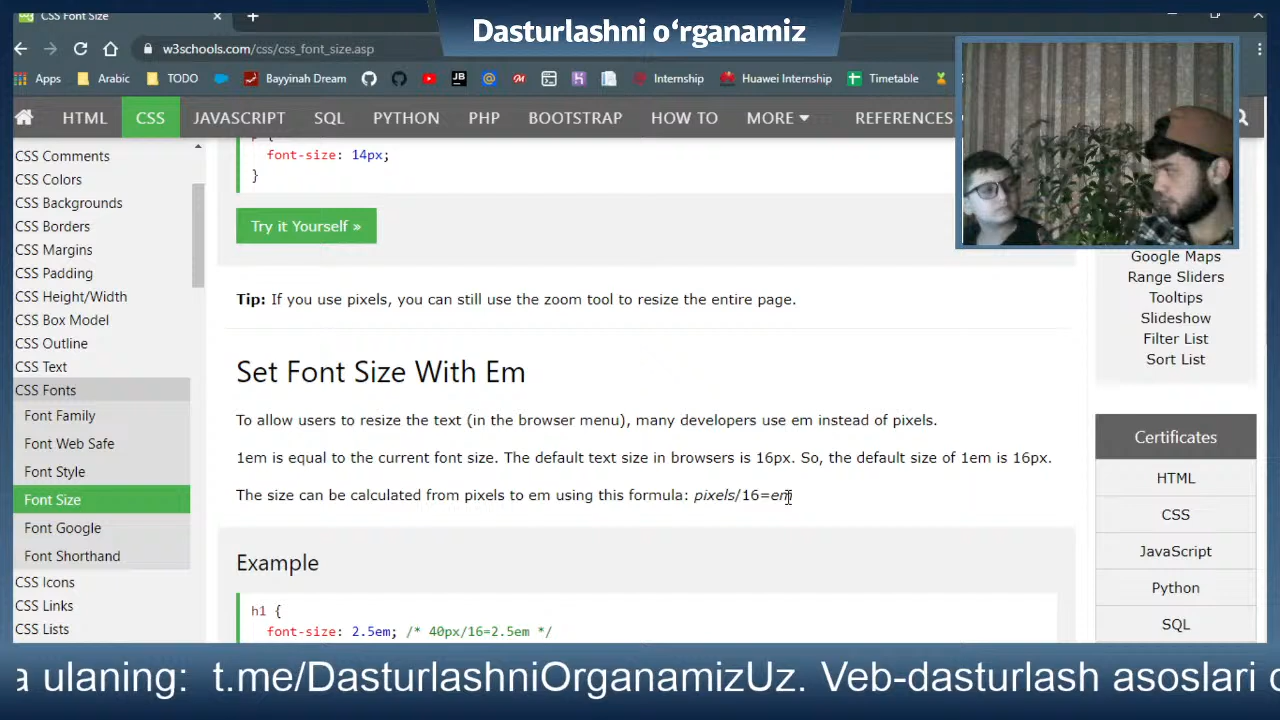 CSS Font Size
Dasturlashni oʻrganamiz
w3schools.com/css/css_font_size.asp
Apps
Arabic
TODO
Bayyinah Dream
JB
Internship
Huawei Internship
Timetable
HTML
CSS
JAVASCRIPT
SQL
PYTHON
PHP
BOOTSTRAP
HOW TO
MORE
REFERENCES
CSS Comments
CSS Colors
CSS Backgrounds
CSS Borders
CSS Margins
CSS Padding
CSS Height/Width
CSS Box Model
CSS Outline
CSS Text
CSS Fonts
Font Family
Font Web Safe
Font Style
Font Size
Font Google
Font Shorthand
CSS Icons
CSS Links
CSS Lists
p {
font-size: 14px;
}
Try it Yourself »
Tip: If you use pixels, you can still use the zoom tool to resize the entire page.
Set Font Size With Em
To allow users to resize the text (in the browser menu), many developers use em instead of pixels.
1em is equal to the current font size. The default text size in browsers is 16px. So, the default size of 1em is 16px.
The size can be calculated from pixels to em using this formula: pixels/16=em
Example
h1 {
font-size: 2.5em; /* 40px/16=2.5em */
Google Maps
Range Sliders
Tooltips
Slideshow
Filter List
Sort List
Certificates
HTML
CSS
JavaScript
Python
SQL
a ulaning: t.me/DasturlashniOrganamizUz. Veb-dasturlash asoslari